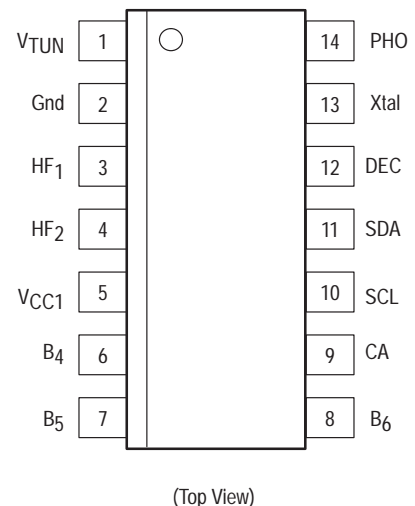 VTUN 1 14 PHO
Gnd 2 13 Xtal
HF1 3 12 DEC
HF2 4 11 SDA
VCC1 5 10 SCL
B4 6 9 CA
B5 7 8 B6
(Top View)